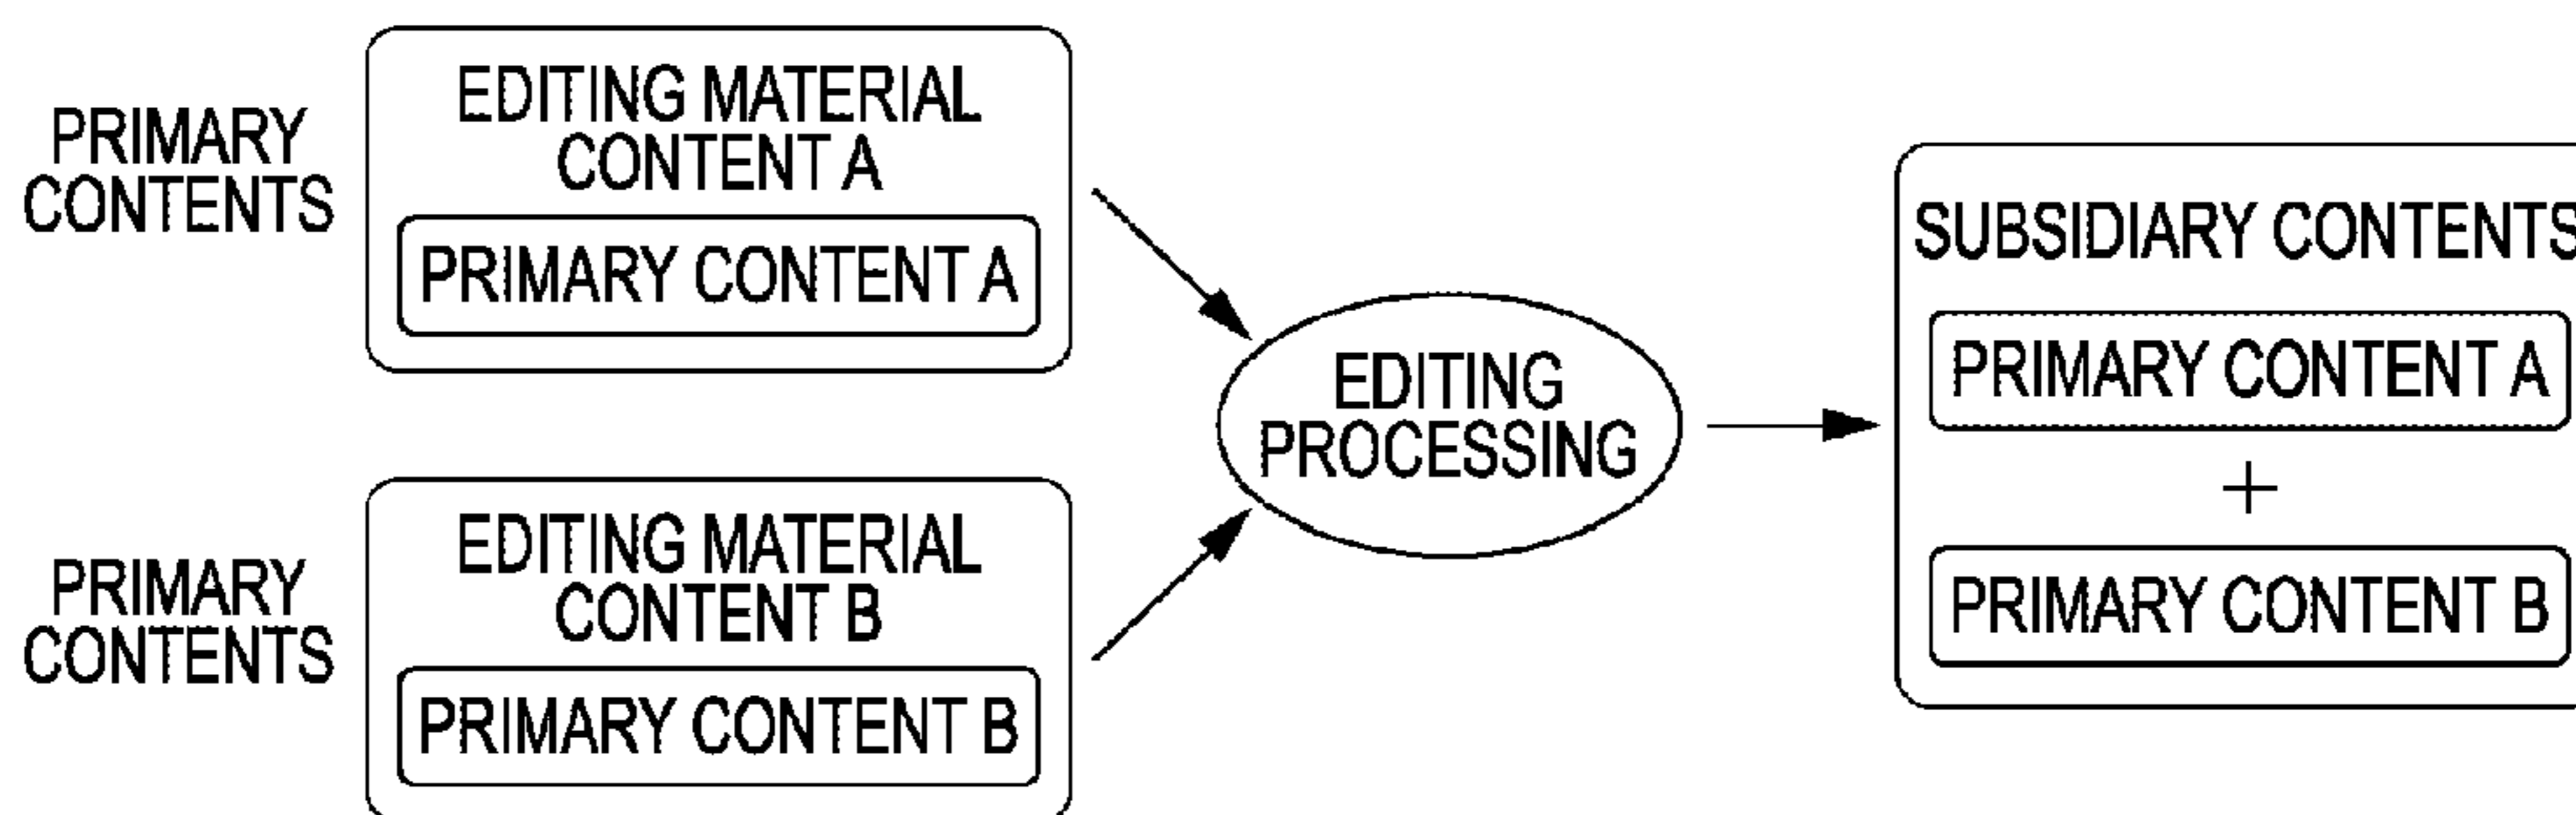 PRIMARY
CONTENTS
EDITING MATERIAL
CONTENT A
PRIMARY CONTENT A
PRIMARY
CONTENTS
EDITING MATERIAL
CONTENT B
PRIMARY CONTENT B
EDITING
PROCESSING
SUBSIDIARY CONTENTS
PRIMARY CONTENT A
+
PRIMARY CONTENT B